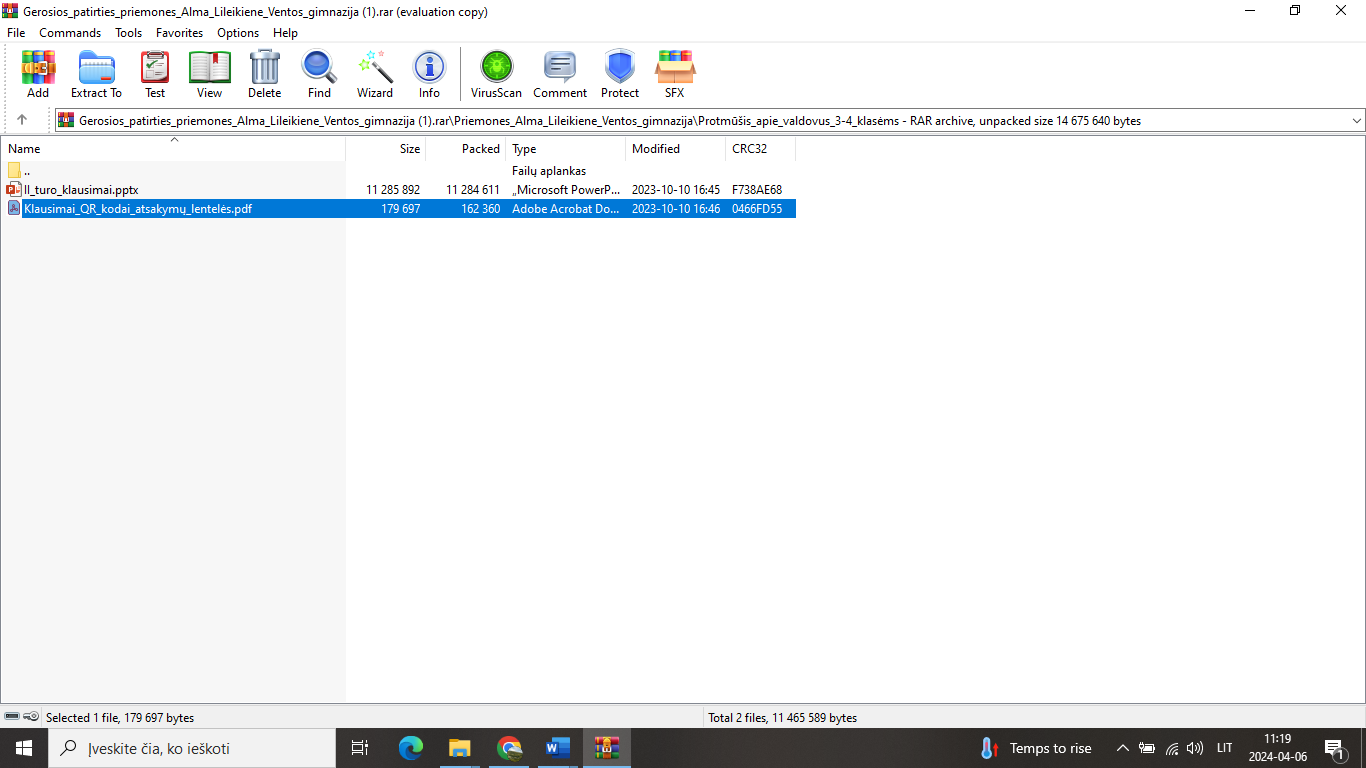 Gerosios_patirties_priemones_Alma_Lileikiene_Ventos_gimnazija (1).rar (evaluation copy)
File Commands Tools Favorites Options Help
Add Extract To Test View Delete Find Wizard Info VirusScan Comment Protect SFX
Gerosios_patirties_priemones_Alma_Lileikiene_Ventos_gimnazija (1).rar\Priemones_Alma_Lileikiene_Ventos_gimnazija\Protmūšis_apie_valdovus_3-4_klasėms - RAR archive, unpacked size 14 675 640 bytes
Name Size Packed Type Modified CRC32
.. Failų aplankas
II_turo_klausimai.pptx 11 285 892 11 284 611 „Microsoft PowerP... 2023-10-10 16:45 F738AE68
Klausimai_QR_kodai_atsakymų_lentelės.pdf 179 697 162 360 Adobe Acrobat Do... 2023-10-10 16:46 0466FD55
Selected 1 file, 179 697 bytes Total 2 files, 11 465 589 bytes
Įveskite čia, ko ieškoti Temps to rise LIT 11:19
2024-04-06 1